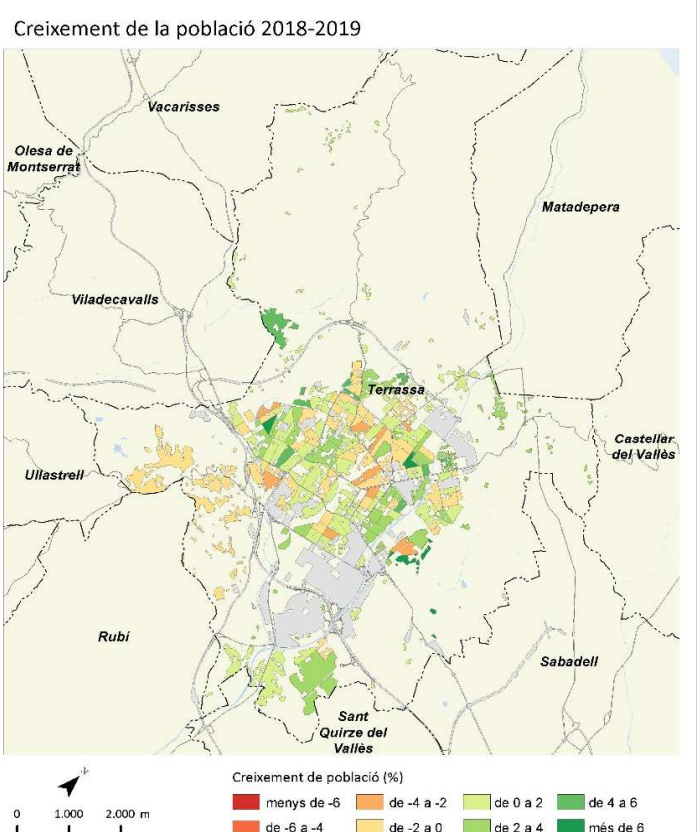 Creixement de la població 2018-2019
Vacarisses
Olesa de
Montserrat
Matadepera
Viladecavalls
Terrassa
Castellar
del Vallès
Ullastrell
Rubí
Sabadell
Sant
Quirze del
Vallès
Creixement de població (%)
menys de -6
de -4 a -2
de 0 a 2
de 4 a 6
0 1.000 2.000 m
de -6 a -4
de -2 a 0
de 2 a 4
més de 6